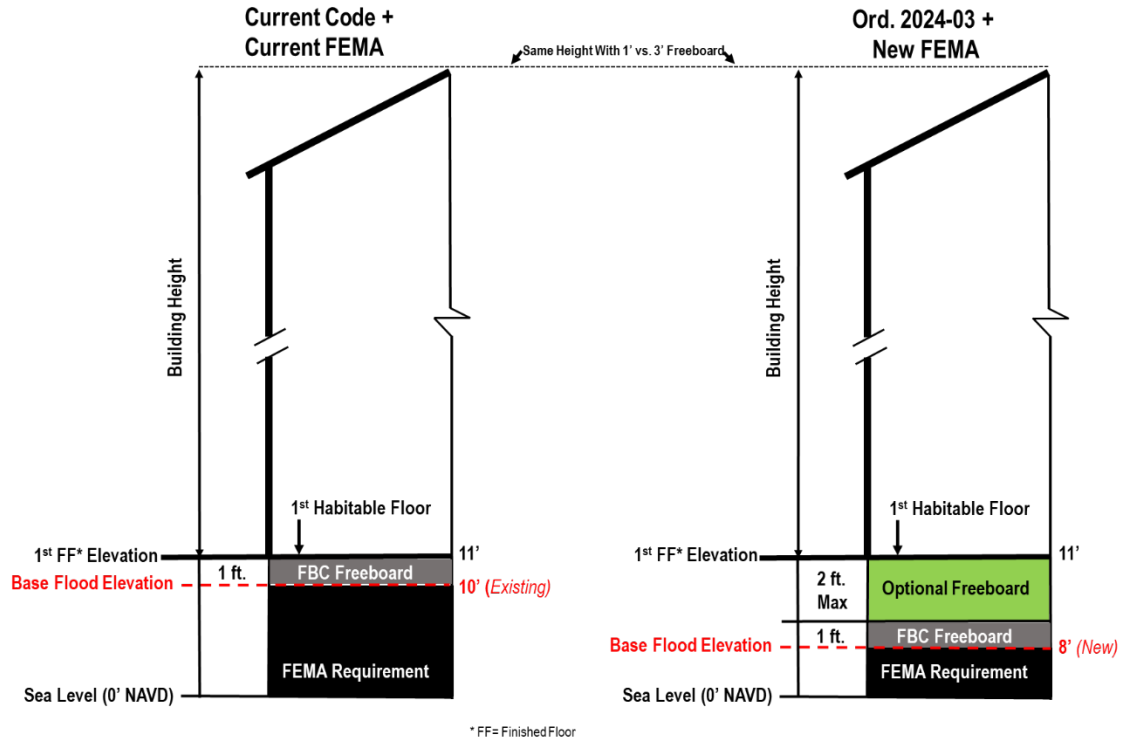 Current Code +
Current FEMA
Same Height With 1’ vs. 3’ Freeboard
Ord. 2024-03 +
New FEMA
Building Height
1st Habitable Floor
1st FF* Elevation
11’
1 ft.
FBC Freeboard
Base Flood Elevation
10’ (Existing)
FEMA Requirement
Sea Level (0’ NAVD)
Building Height
1st Habitable Floor
1st FF* Elevation
11’
2 ft.
Max
Optional Freeboard
1 ft.
FBC Freeboard
Base Flood Elevation
8’ (New)
FEMA Requirement
Sea Level (0’ NAVD)
* FF= Finished Floor